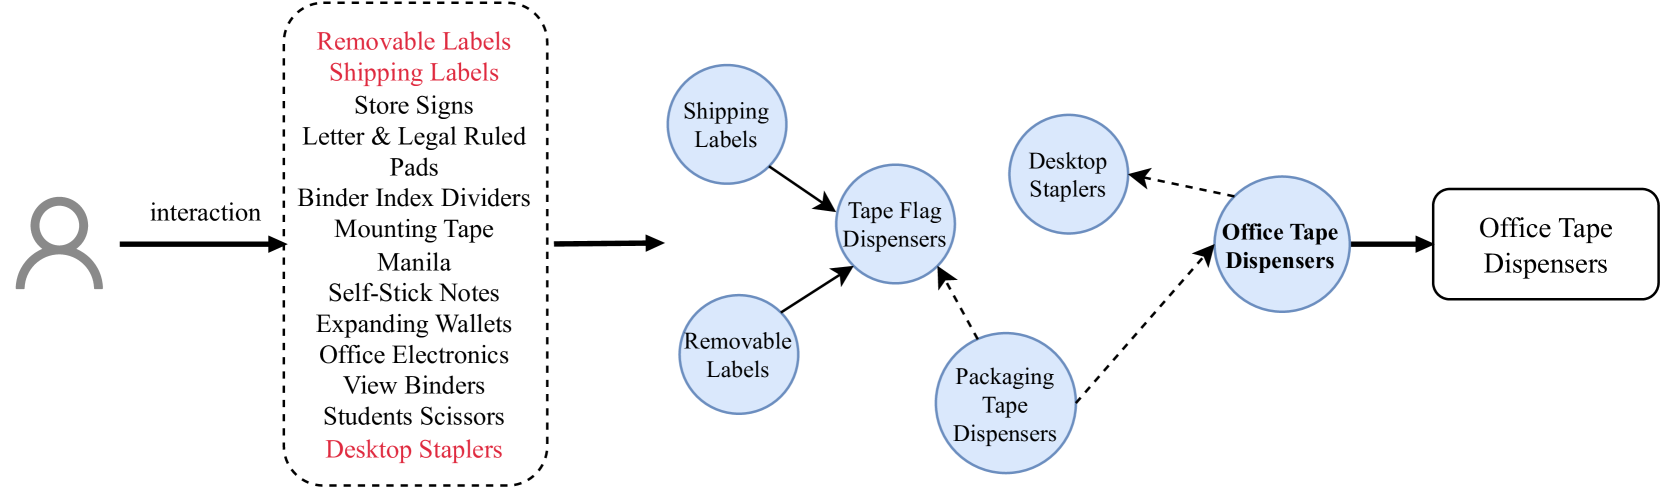 interaction
Removable Labels
Shipping Labels
Store Signs
Letter & Legal Ruled
Pads
Binder Index Dividers
Mounting Tape
Manila
Self-Stick Notes
Expanding Wallets
Office Electronics
View Binders
Students Scissors
Desktop Staplers
Shipping
Labels
Removable
Labels
Tape Flag
Dispensers
Packaging
Tape
Dispensers
Desktop
Staplers
Office Tape
Dispensers
Office Tape
Dispensers